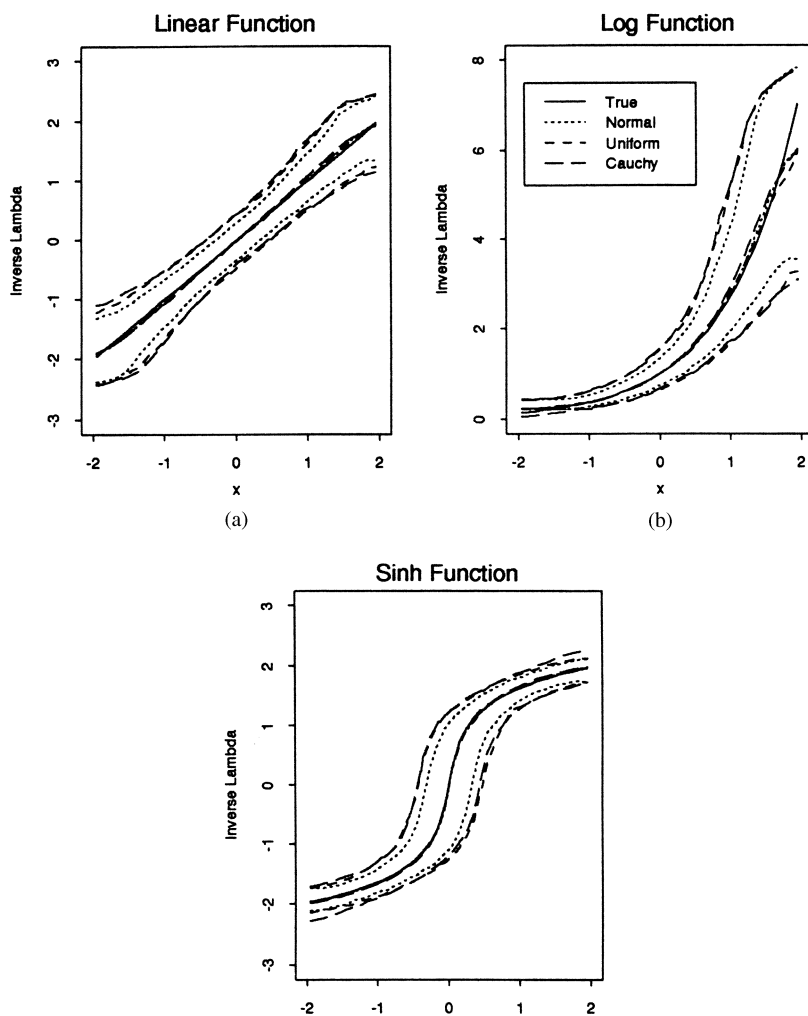 Linear Function
Inverse Lambda
3
2
1
0
-1
-2
-3
-2 -1 0 1 2
x
(a)
Log Function
Inverse Lambda
8
6
4
2
0
True
Normal
Uniform
Cauchy
-2 -1 0 1 2
x
(b)
Sinh Function
Inverse Lambda
3
2
1
0
-1
-2
-3
-2 -1 0 1 2